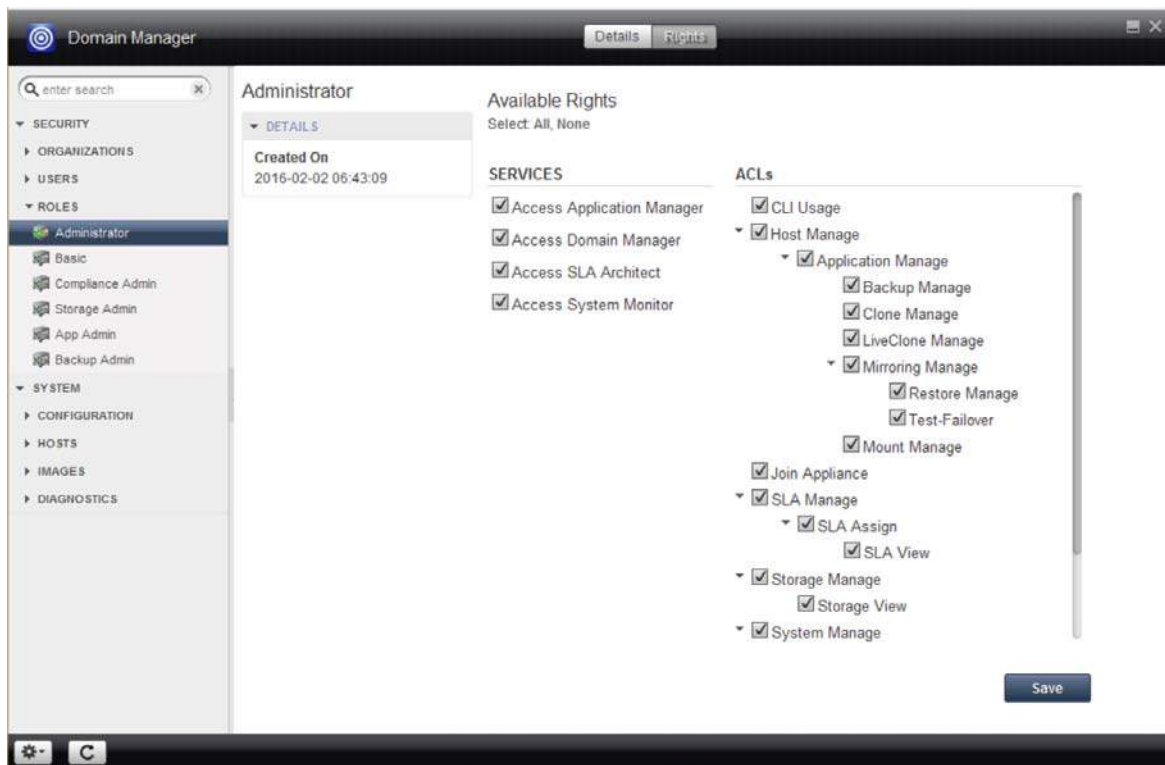 Domain Manager
Details
Rights
enter search
SECURITY
ORGANIZATIONS
USERS
ROLES
Administrator
Basic
Compliance Admin
Storage Admin
App Admin
Backup Admin
SYSTEM
CONFIGURATION
HOSTS
IMAGES
DIAGNOSTICS
Administrator
DETAILS
Created On
2016-02-02 06:43:09
Available Rights
Select: All, None
SERVICES
Access Application Manager
Access Domain Manager
Access SLA Architect
Access System Monitor
ACLs
CLI Usage
Host Manage
Application Manage
Backup Manage
Clone Manage
LiveClone Manage
Mirroring Manage
Restore Manage
Test-Failover
Mount Manage
Join Appliance
SLA Manage
SLA Assign
SLA View
Storage Manage
Storage View
System Manage
Save